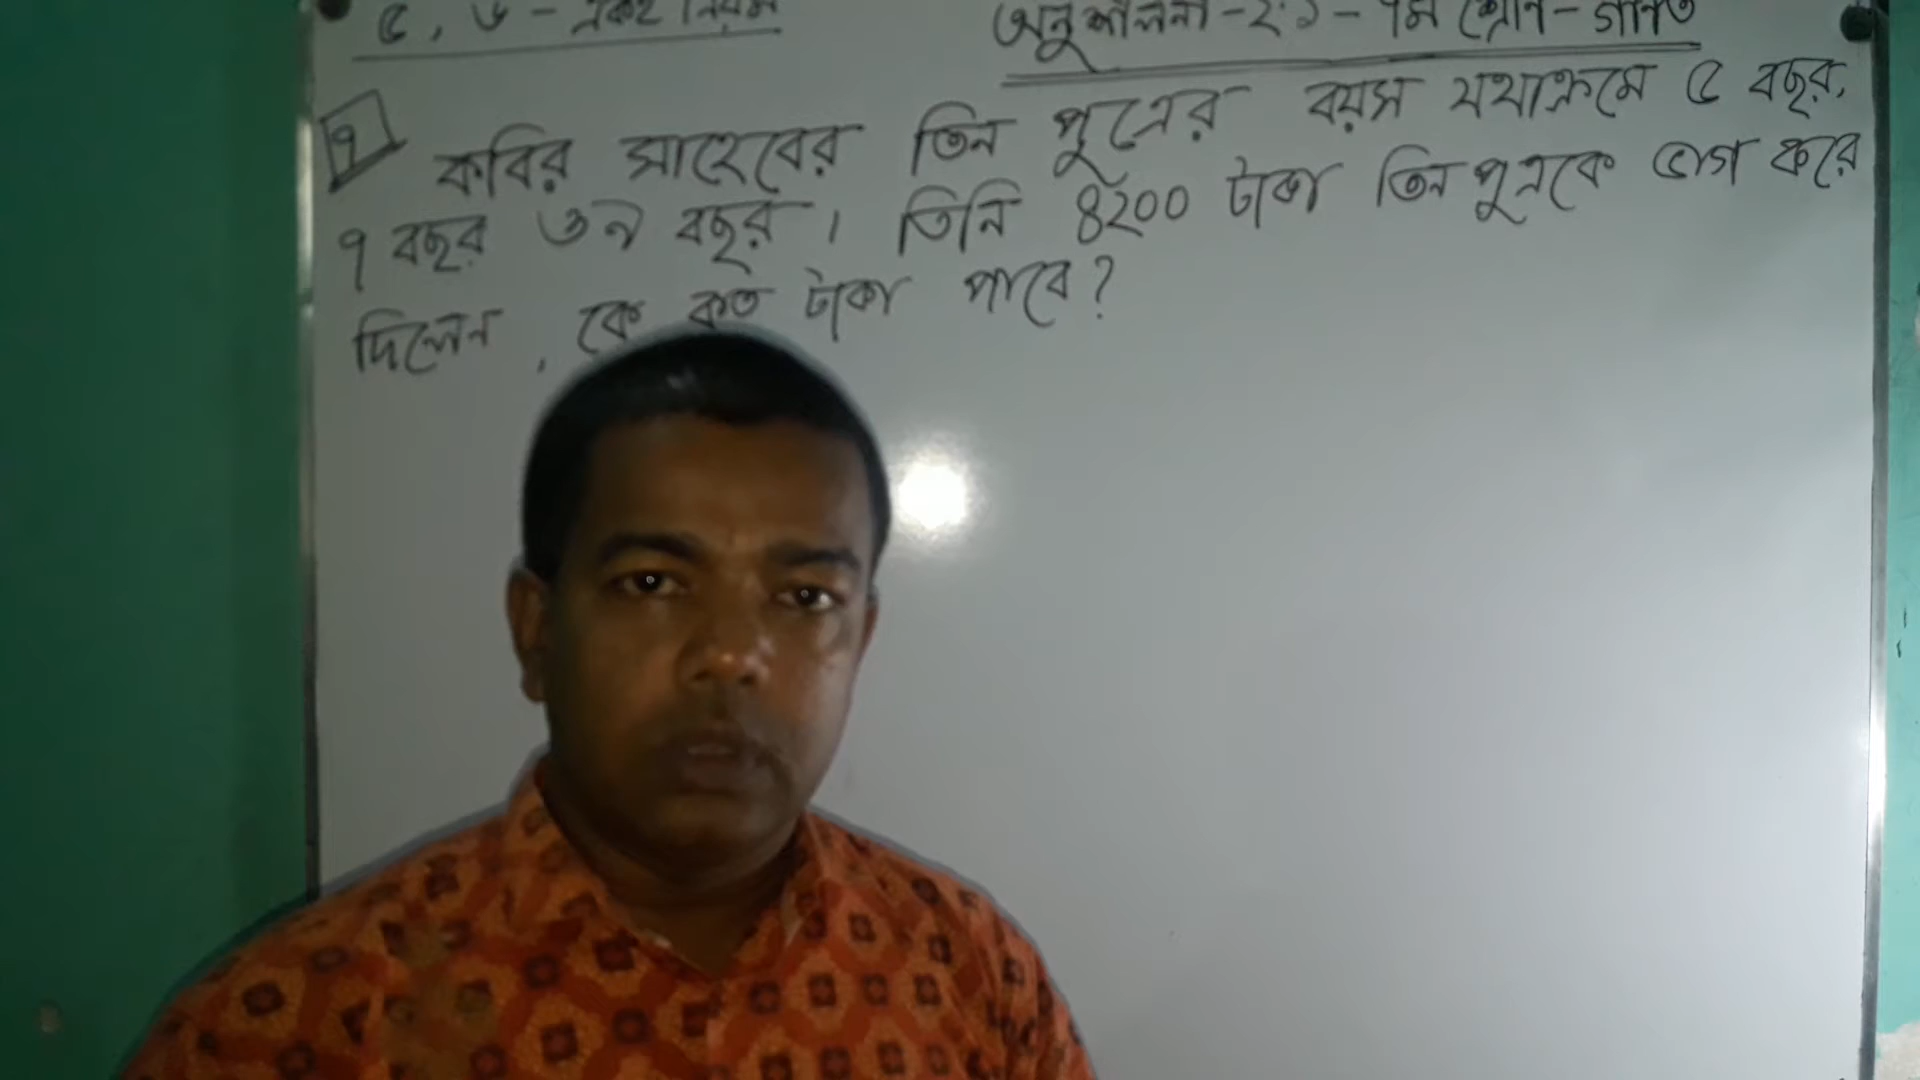 ৫, ৬ - একই নিয়ম
অনুশীলনী - ২.১ - ৭ম শ্রেণি - গণিত
৭ কবির সাহেবের তিন পুত্রের বয়স যথাক্রমে ৫ বছর,
৭ বছর ও ৯ বছর। তিনি ৪২০০ টাকা তিন পুত্রকে ভাগ করে
দিলেন, কে কত টাকা পাবে?